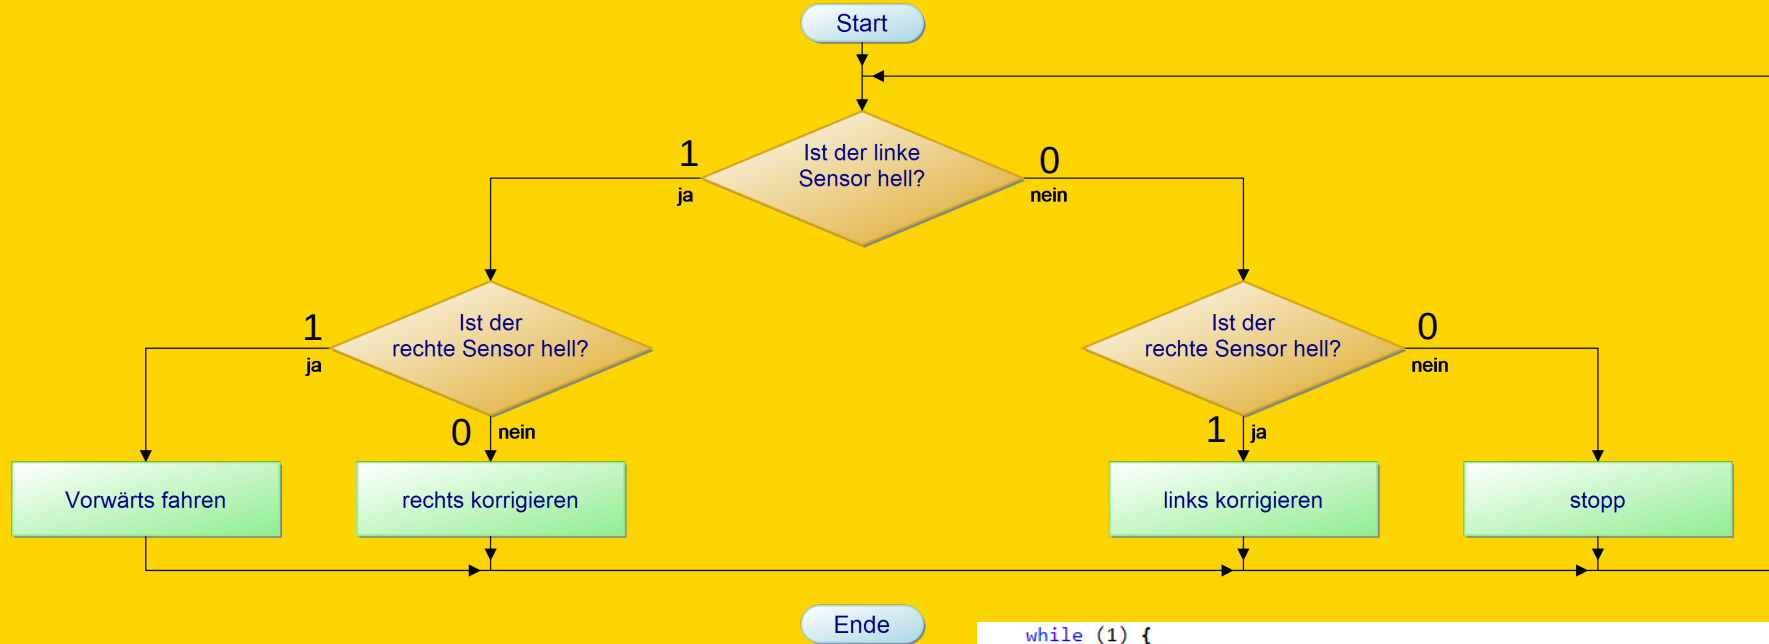 Start
1
Ist der linke
Sensor hell?
0
ja
nein
1
Ist der
rechte Sensor hell?
ja
0
nein
Ist der
rechte Sensor hell?
0
nein
1
ja
Vorwärts fahren
rechts korrigieren
links korrigieren
stopp
Ende
while (1) {